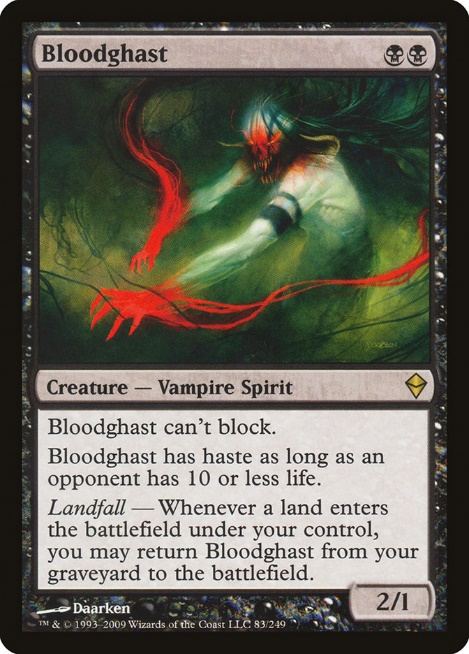 Bloodghast
Creature — Vampire Spirit
Bloodghast can't block.
Bloodghast has haste as long as an
opponent has 10 or less life.
Landfall — Whenever a land enters
the battlefield under your control,
you may return Bloodghast from your
graveyard to the battlefield.
2/1
Daarken
™ & © 1993–2009 Wizards of the Coast LLC 83/249